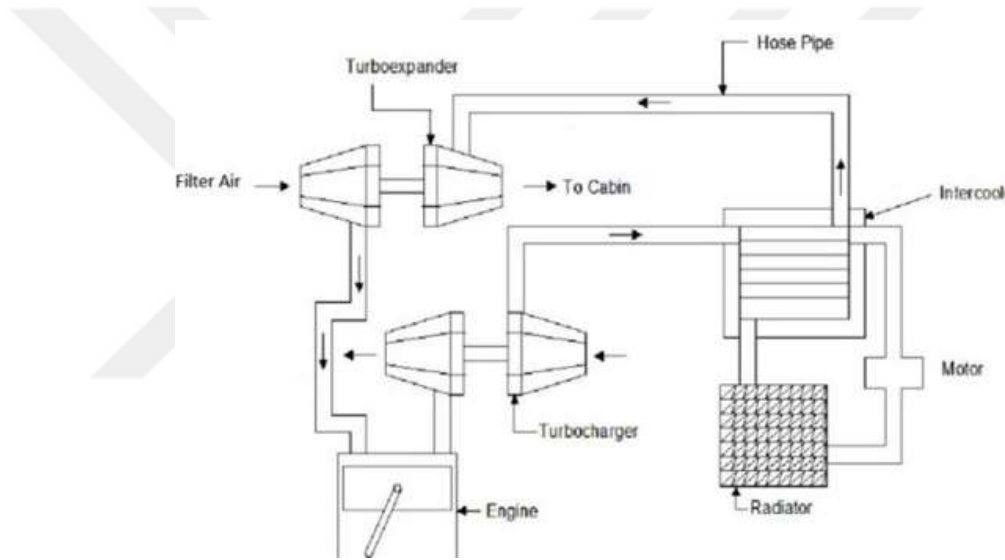 Hose Pipe
Turboexpander
Filter Air
To Cabin
Intercool
Motor
Turbocharger
Engine
Radiator